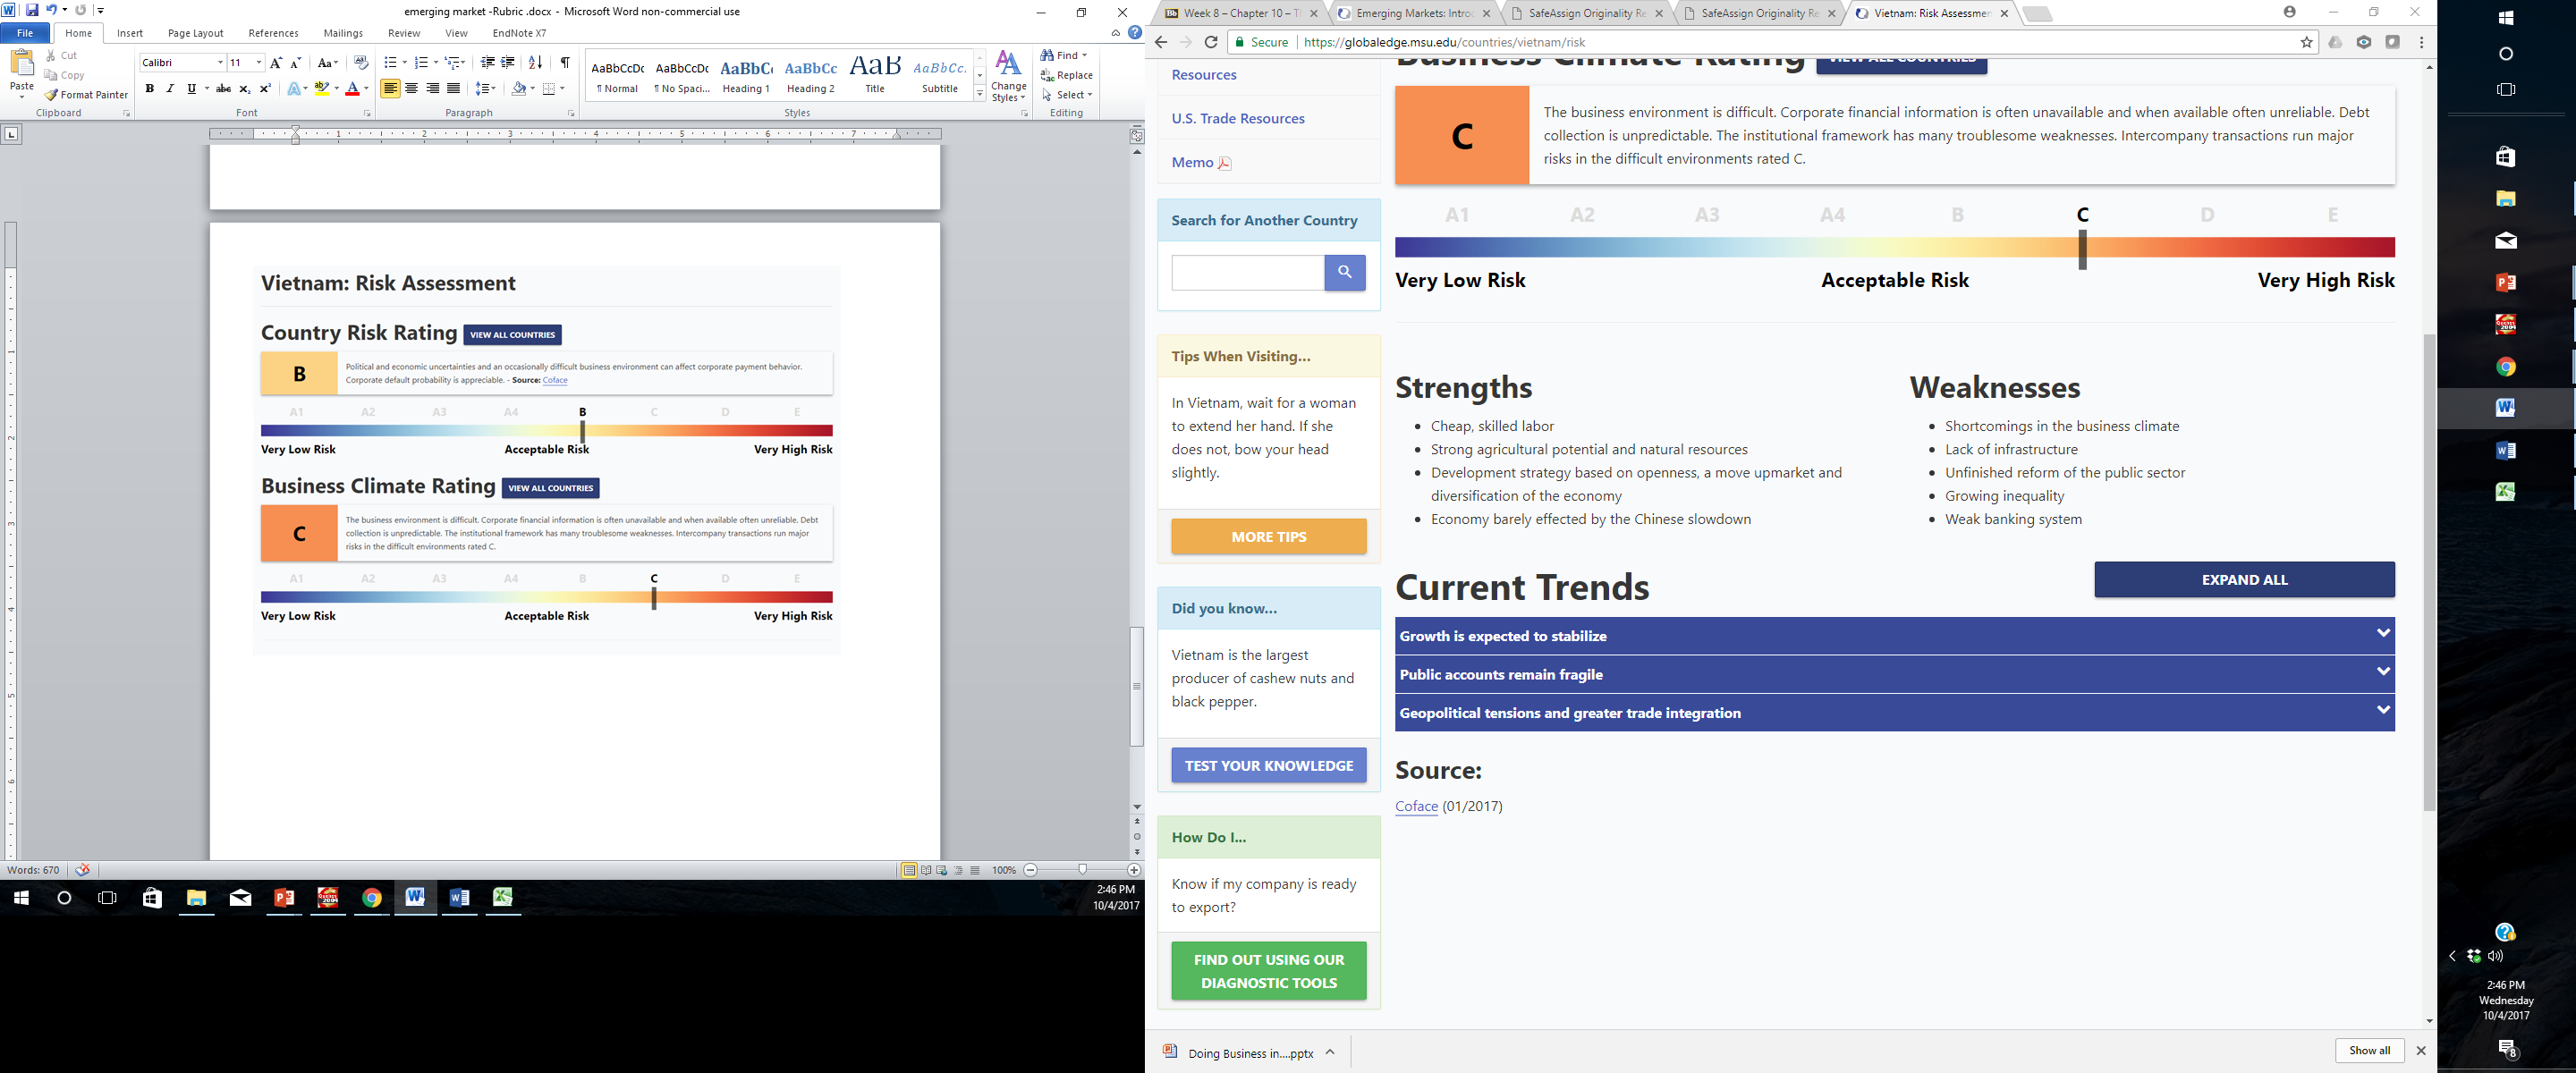 emerging market -Rubric .docx - Microsoft Word non-commercial use
File Home Insert Page Layout References Mailings Review View EndNote X7
Paste
Cut
Copy
Format Painter
Clipboard
Calibri 11
Font
Paragraph
AaBbCcDc AaBbCcDc AaBbC AaBbCc AaB AaBbCc.
¶ Normal ¶ No Spaci... Heading 1 Heading 2 Title Subtitle
Styles
Change Styles
Find
Replace
Select
Editing
Vietnam: Risk Assessment
Country Risk Rating VIEW ALL COUNTRIES
B
Political and economic uncertainties and an occasionally difficult business environment can affect corporate payment behavior.
Corporate default probability is appreciable. - Source: Coface
A1 A2 A3 A4 B C D E
Very Low Risk Acceptable Risk Very High Risk
Business Climate Rating VIEW ALL COUNTRIES
C
The business environment is difficult. Corporate financial information is often unavailable and when available often unreliable. Debt
collection is unpredictable. The institutional framework has many troublesome weaknesses. Intercompany transactions run major
risks in the difficult environments rated C.
A1 A2 A3 A4 B C D E
Very Low Risk Acceptable Risk Very High Risk
Words: 670
100%
2:46 PM
10/4/2017
Week 8 – Chapter 10 – T
Emerging Markets: Introd
SafeAssign Originality Re
SafeAssign Originality Re
Vietnam: Risk Assessmen
Secure https://globaledge.msu.edu/countries/vietnam/risk
Resources
U.S. Trade Resources
Memo
Search for Another Country
Tips When Visiting...
In Vietnam, wait for a woman
to extend her hand. If she
does not, bow your head
slightly.
MORE TIPS
Did you know...
Vietnam is the largest
producer of cashew nuts and
black pepper.
TEST YOUR KNOWLEDGE
How Do I...
Know if my company is ready
to export?
FIND OUT USING OUR
DIAGNOSTIC TOOLS
Business Climate Rating VIEW ALL COUNTRIES
C
The business environment is difficult. Corporate financial information is often unavailable and when available often unreliable. Debt
collection is unpredictable. The institutional framework has many troublesome weaknesses. Intercompany transactions run major
risks in the difficult environments rated C.
A1 A2 A3 A4 B C D E
Very Low Risk Acceptable Risk Very High Risk
Strengths
Cheap, skilled labor
Strong agricultural potential and natural resources
Development strategy based on openness, a move upmarket and
diversification of the economy
Economy barely effected by the Chinese slowdown
Weaknesses
Shortcomings in the business climate
Lack of infrastructure
Unfinished reform of the public sector
Growing inequality
Weak banking system
Current Trends
EXPAND ALL
Growth is expected to stabilize
Public accounts remain fragile
Geopolitical tensions and greater trade integration
Source:
Coface (01/2017)
Doing Business in....pptx
Show all
2:46 PM
Wednesday
10/4/2017
8